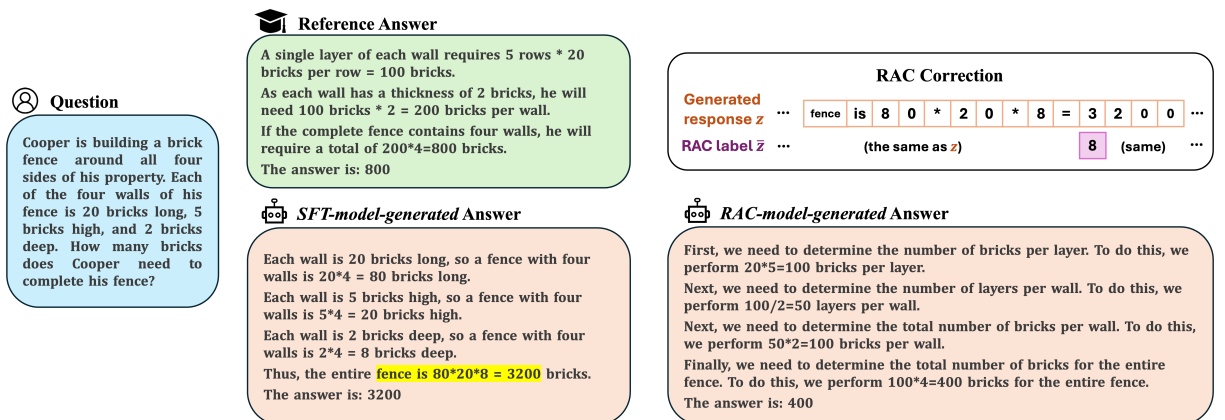 Question
Cooper is building a brick
fence around all four
sides of his property. Each
of the four walls of his
fence is 20 bricks long, 5
bricks high, and 2 bricks
deep. How many bricks
does Cooper need to
complete his fence?
Reference Answer
A single layer of each wall requires 5 rows * 20
bricks per row = 100 bricks.
As each wall has a thickness of 2 bricks, he will
need 100 bricks * 2 = 200 bricks per wall.
If the complete fence contains four walls, he will
require a total of 200*4=800 bricks.
The answer is: 800
SFT-model-generated Answer
Each wall is 20 bricks long, so a fence with four
walls is 20*4 = 80 bricks long.
Each wall is 5 bricks high, so a fence with four
walls is 5*4 = 20 bricks high.
Each wall is 2 bricks deep, so a fence with four
walls is 2*4 = 8 bricks deep.
Thus, the entire fence is 80*20*8 = 3200 bricks.
The answer is: 3200
RAC Correction
Generated
response z ... fence is 8 0 * 2 0 * 8 = 3 2 0 0 ...
RAC label z̄ ... (the same as z) 8 (same) ...
RAC-model-generated Answer
First, we need to determine the number of bricks per layer. To do this, we
perform 20*5=100 bricks per layer.
Next, we need to determine the number of layers per wall. To do this, we
perform 100/2=50 layers per wall.
Next, we need to determine the total number of bricks per wall. To do this,
we perform 50*2=100 bricks per wall.
Finally, we need to determine the total number of bricks for the entire
fence. To do this, we perform 100*4=400 bricks for the entire fence.
The answer is: 400